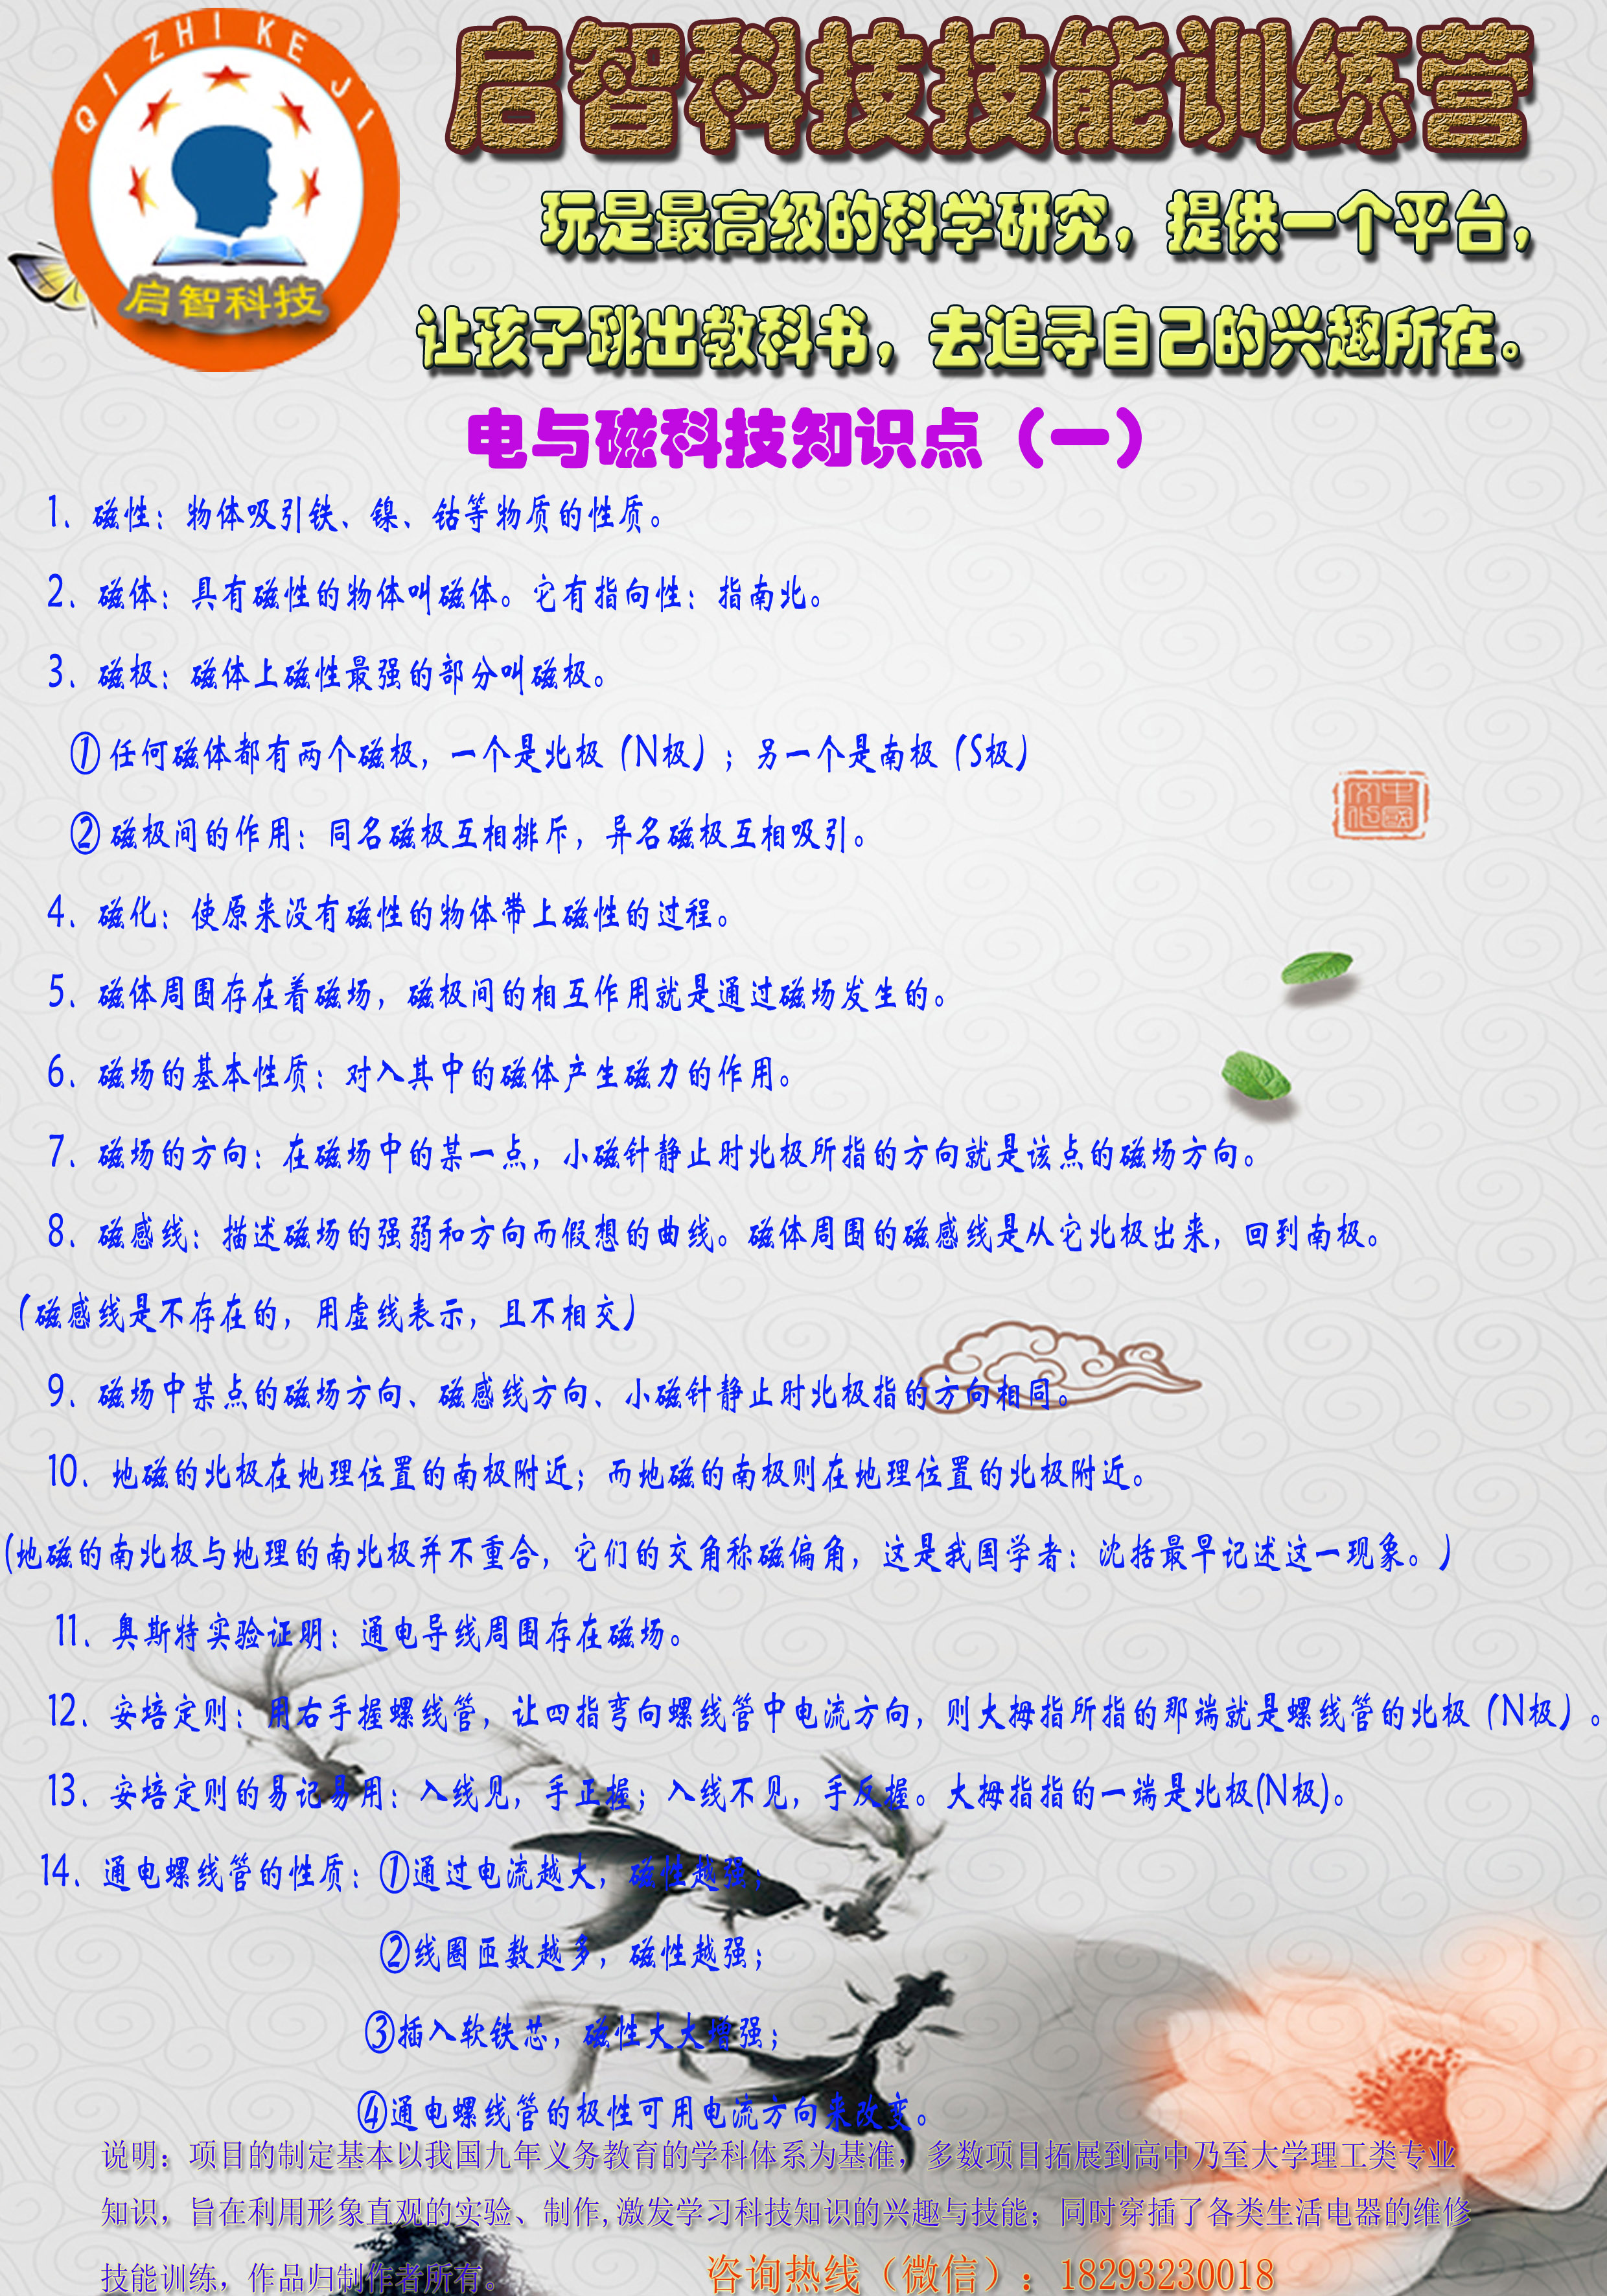 QI ZHI KE JI
启智科技
启智科技技能训练营
玩是最高级的科学研究，提供一个平台，
让孩子跳出教科书，去追寻自己的兴趣所在。
电与磁科技知识点（一）
1、磁性：物体吸引铁、镍、钴等物质的性质。
2、磁体：具有磁性的物体叫磁体。它有指向性：指南北。
3、磁极：磁体上磁性最强的部分叫磁极。
①任何磁体都有两个磁极，一个是北极（N极）；另一个是南极（S极）
②磁极间的作用：同名磁极互相排斥，异名磁极互相吸引。
4、磁化：使原来没有磁性的物体带上磁性的过程。
5、磁体周围存在着磁场，磁极间的相互作用就是通过磁场发生的。
6、磁场的基本性质：对入其中的磁体产生磁力的作用。
7、磁场的方向：在磁场中的某一点，小磁针静止时北极所指的方向就是该点的磁场方向。
8、磁感线：描述磁场的强弱和方向而假想的曲线。磁体周围的磁感线是从它北极出来，回到南极。
（磁感线是不存在的，用虚线表示，且不相交）
9、磁场中某点的磁场方向、磁感线方向、小磁针静止时北极指的方向相同。
10、地磁的北极在地理位置的南极附近；而地磁的南极则在地理位置的北极附近。
(地磁的南北极与地理的南北极并不重合，它们的交角称磁偏角，这是我国学者：沈括最早记述这一现象。）
11、奥斯特实验证明：通电导线周围存在磁场。
12、安培定则：用右手握螺线管，让四指弯向螺线管中电流方向，则大拇指所指的那端就是螺线管的北极（N极）。
13、安培定则的易记易用：入线见，手正握；入线不见，手反握。大拇指指的一端是北极(N极)。
14、通电螺线管的性质：①通过电流越大，磁性越强；
②线圈匝数越多，磁性越强；
③插入软铁芯，磁性大大增强；
④通电螺线管的极性可用电流方向来改变。
说明：项目的制定基本以我国九年义务教育的学科体系为基准，多数项目拓展到高中乃至大学理工类专业
知识，旨在利用形象直观的实验、制作,激发学习科技知识的兴趣与技能；同时穿插了各类生活电器的维修
技能训练，作品归制作者所有。
咨询热线（微信）：18293230018
中國
文化